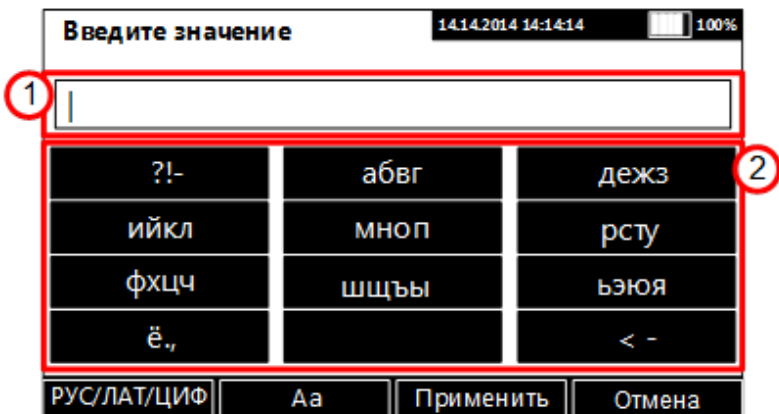 Введите значение 14.14.2014 14:14:14 100%
1
?!- абвг дежз 2
ийкл мноп рсту
фхцч шщъы ьэюя
ё., < -
РУС/ЛАТ/ЦИФ Аа Применить Отмена